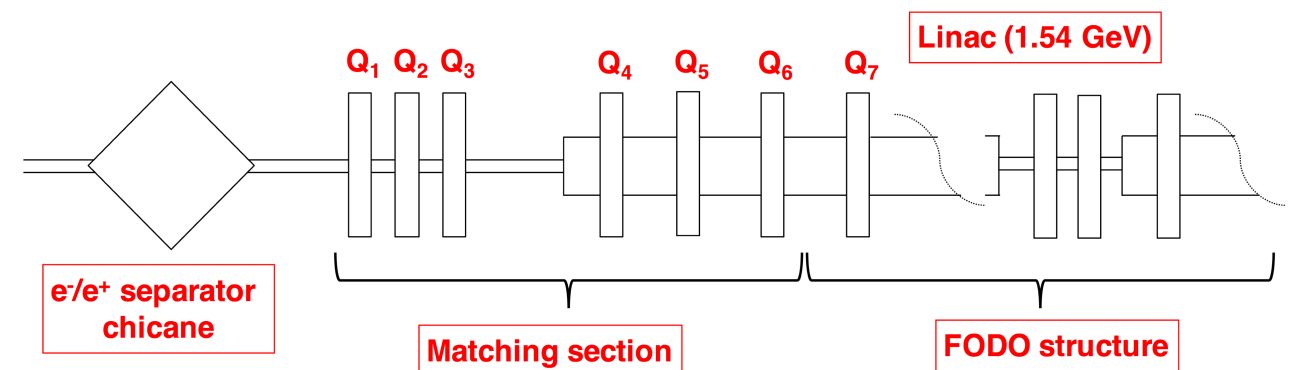 Linac (1.54 GeV)
Q₁ Q₂ Q₃ Q₄ Q₅ Q₆ Q₇
e⁻/e⁺ separator
chicane
Matching section
FODO structure